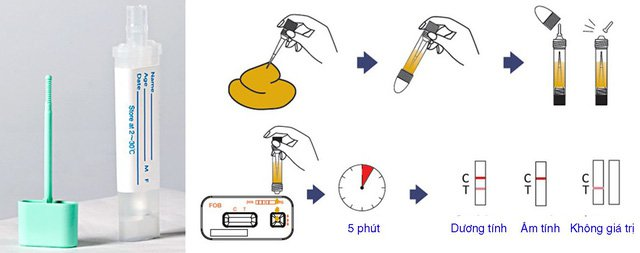 Name
Age
Date
M F
Store at 2~30°C
FOB
C T
5 phút
C
T
Dương tính
Âm tính
C
T
Không giá trị